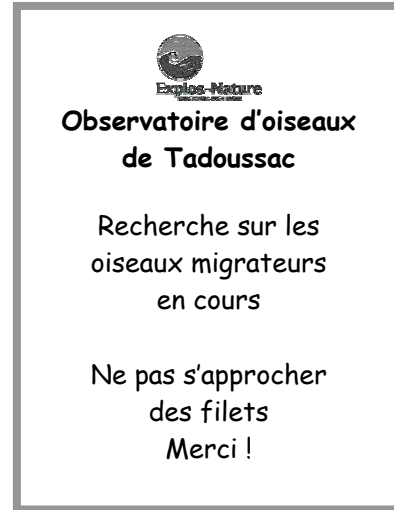 Explos-Nature
Observatoire d'oiseaux
de Tadoussac
Recherche sur les
oiseaux migrateurs
en cours
Ne pas s'approcher
des filets
Merci !